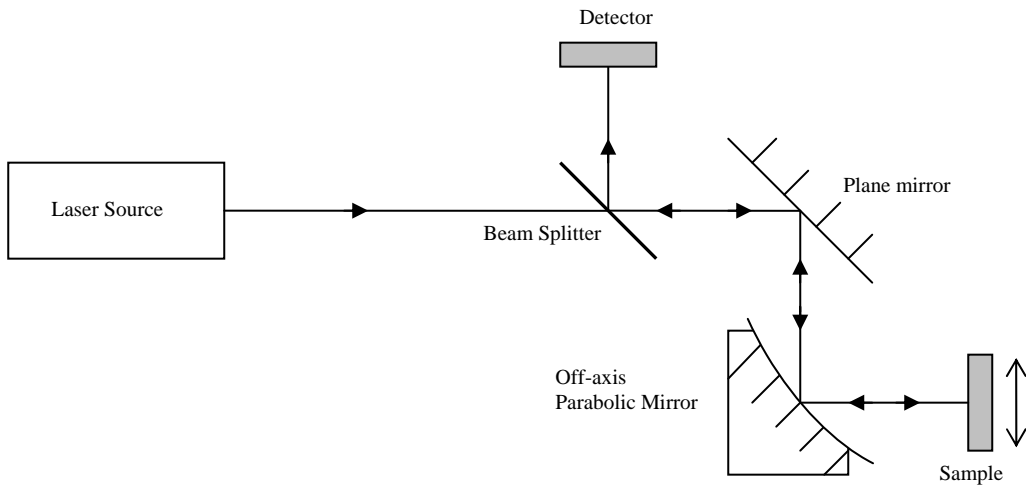 Detector
Laser Source
Plane mirror
Beam Splitter
Off-axis
Parabolic Mirror
Sample